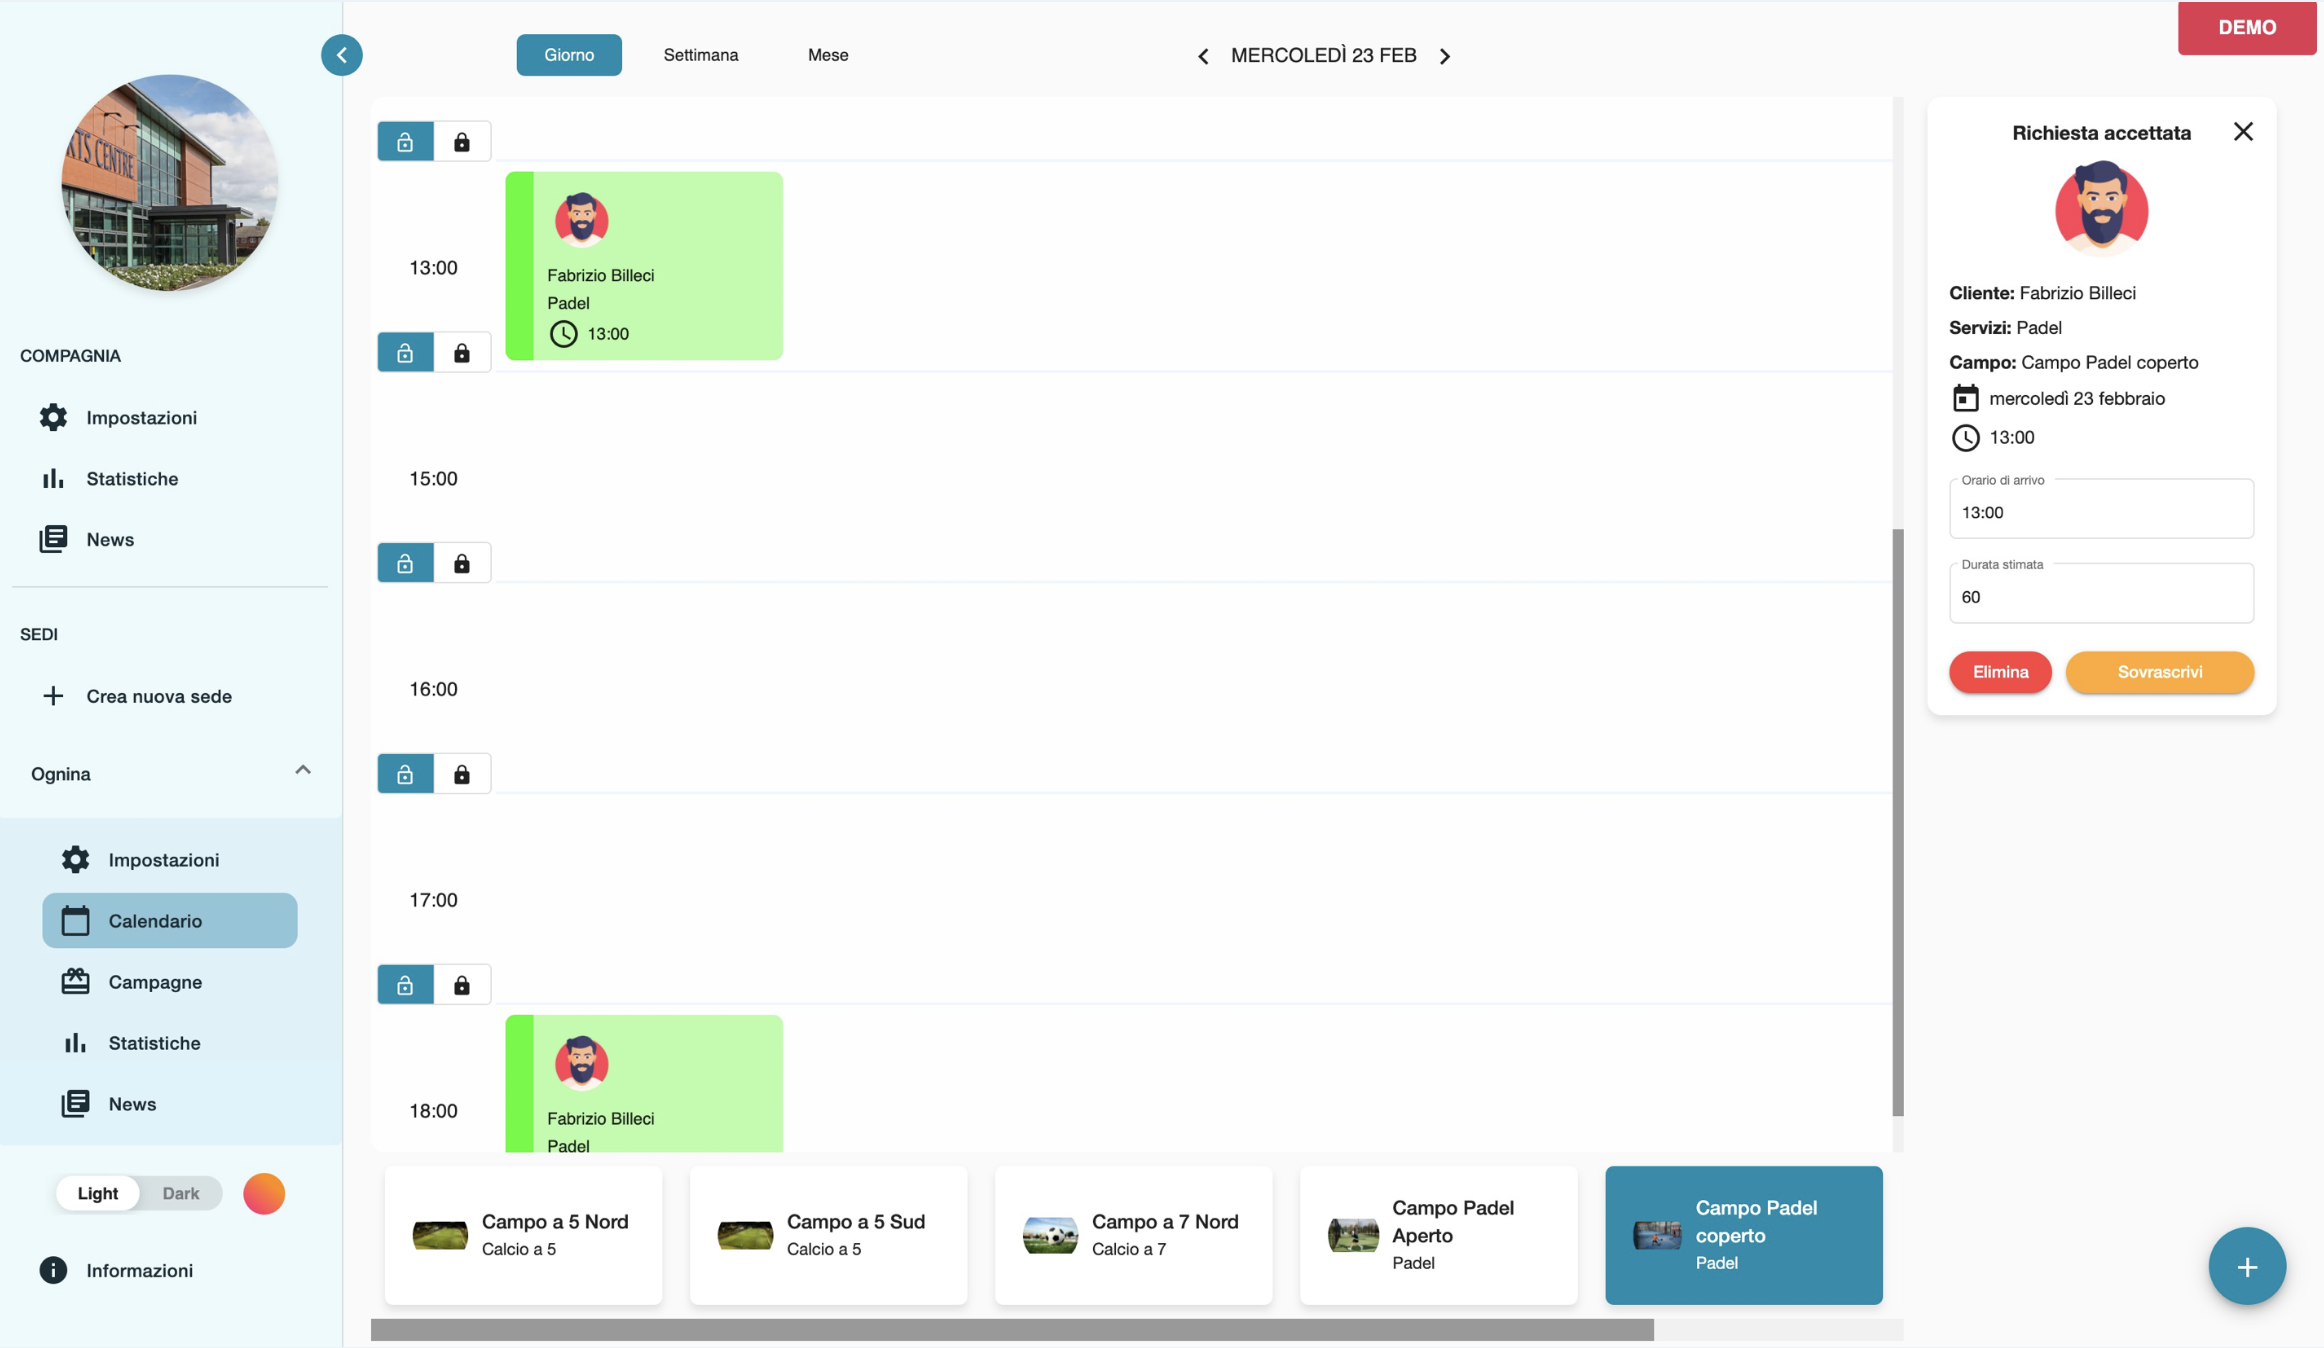 DEMO
Giorno
Settimana
Mese
MERCOLEDÌ 23 FEB
RTS CENTRE
COMPAGNIA
Impostazioni
Statistiche
News
SEDI
Crea nuova sede
Ognina
Impostazioni
Calendario
Campagne
Statistiche
News
Light
Dark
Informazioni
13:00
Fabrizio Billeci
Padel
13:00
15:00
16:00
17:00
18:00
Fabrizio Billeci
Padel
Campo a 5 Nord
Calcio a 5
Campo a 5 Sud
Calcio a 5
Campo a 7 Nord
Calcio a 7
Campo Padel
Aperto
Padel
Campo Padel
coperto
Padel
Richiesta accettata
Cliente: Fabrizio Billeci
Servizi: Padel
Campo: Campo Padel coperto
mercoledì 23 febbraio
13:00
Orario di arrivo
13:00
Durata stimata
60
Elimina
Sovrascrivi